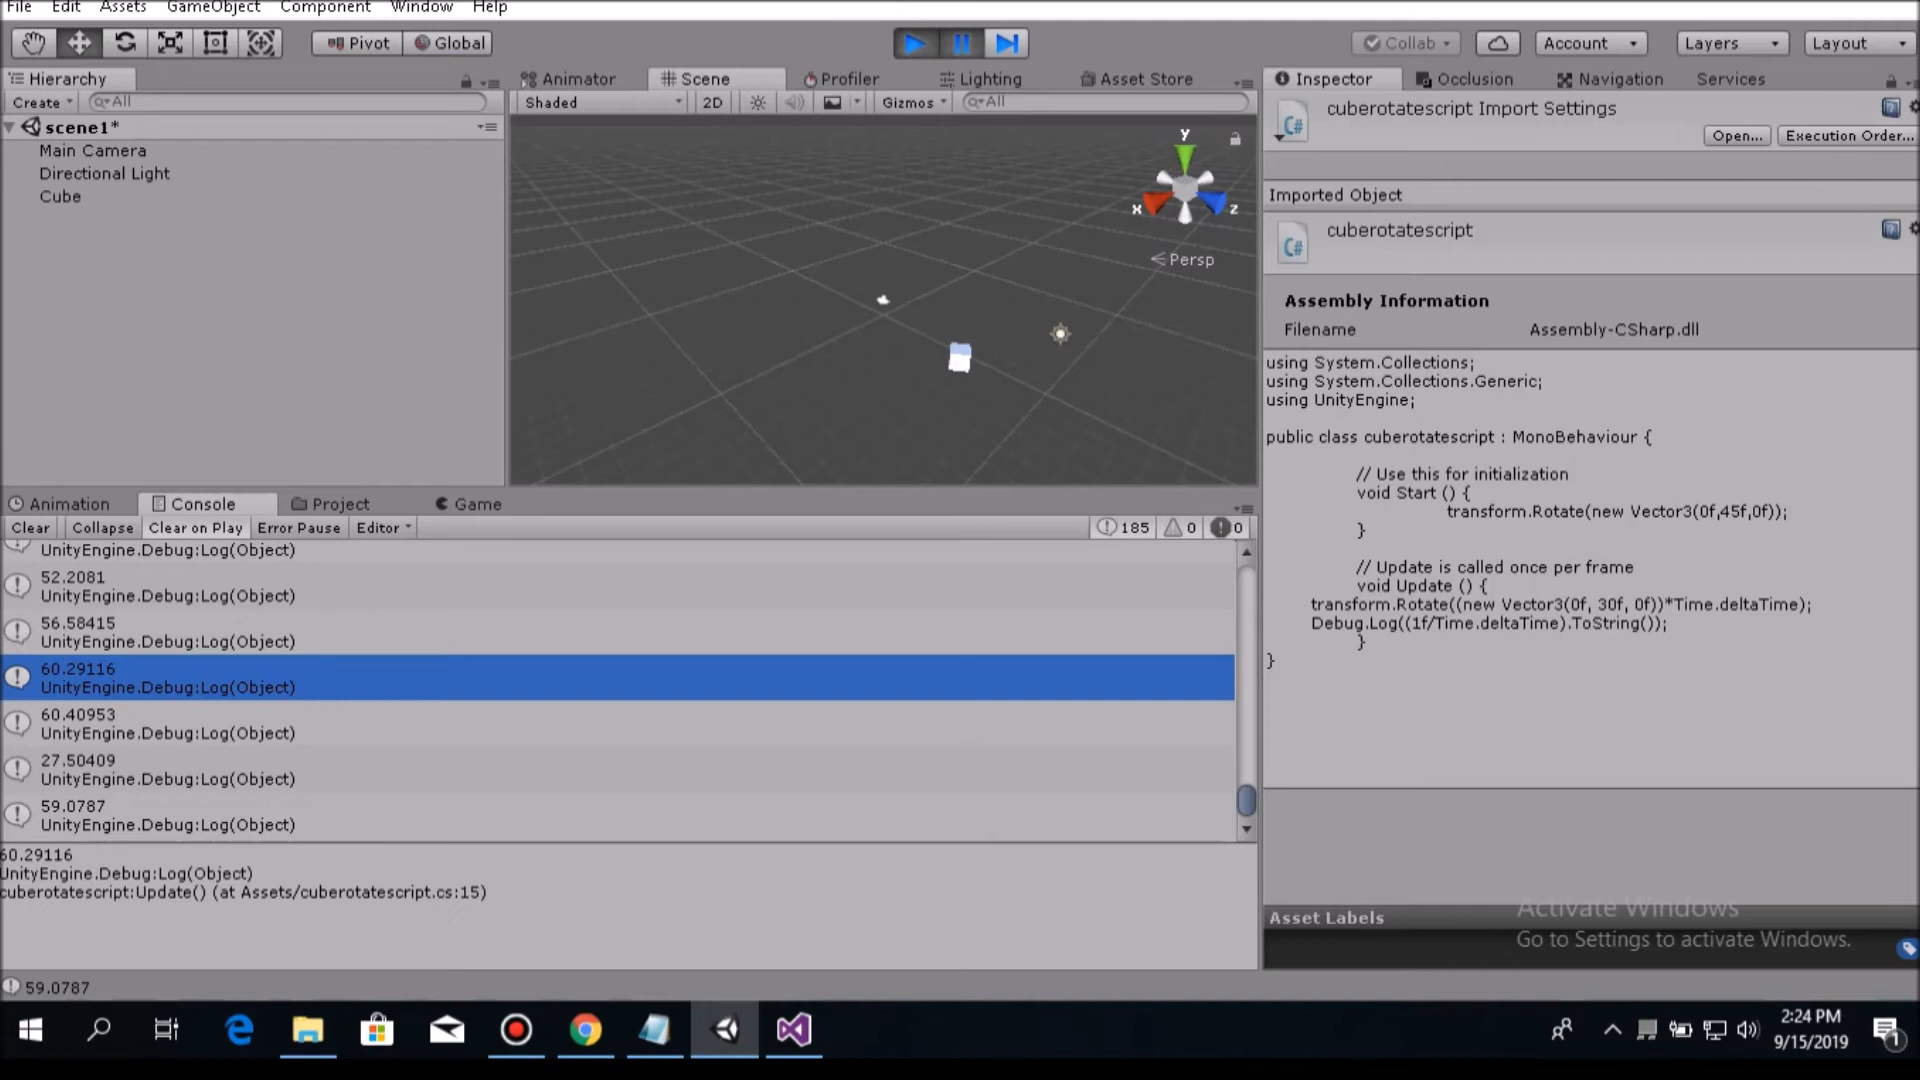 File Edit Assets GameObject Component Window Help
Pivot Global Collab Account Layers Layout
Hierarchy
Create All
scene1*
Main Camera
Directional Light
Cube
Animator Scene Profiler Lighting Asset Store
Shaded 2D Gizmos All
y
x z
Persp
Inspector Occlusion Navigation Services
cuberotatescript Import Settings
Open... Execution Order...
Imported Object
cuberotatescript
Assembly Information
Filename Assembly-CSharp.dll
using System.Collections;
using System.Collections.Generic;
using UnityEngine;
public class cuberotatescript : MonoBehaviour {
// Use this for initialization
void Start () {
transform.Rotate(new Vector3(0f,45f,0f));
}
// Update is called once per frame
void Update () {
transform.Rotate((new Vector3(0f, 30f, 0f))*Time.deltaTime);
Debug.Log((1f/Time.deltaTime).ToString());
}
}
Asset Labels
Activate Windows
Go to Settings to activate Windows.
Animation Console Project Game
Clear Collapse Clear on Play Error Pause Editor 185 0 0
UnityEngine.Debug:Log(Object)
52.2081
UnityEngine.Debug:Log(Object)
56.58415
UnityEngine.Debug:Log(Object)
60.29116
UnityEngine.Debug:Log(Object)
60.40953
UnityEngine.Debug:Log(Object)
27.50409
UnityEngine.Debug:Log(Object)
59.0787
UnityEngine.Debug:Log(Object)
60.29116
UnityEngine.Debug:Log(Object)
cuberotatescript:Update() (at Assets/cuberotatescript.cs:15)
59.0787
2:24 PM
9/15/2019
1